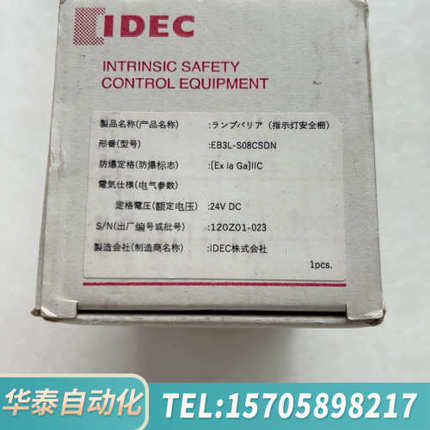 IDEC
INTRINSIC SAFETY
CONTROL EQUIPMENT
製品名称(产品名称) :ランプバリア (指示灯安全栅)
形番(型号) :EB3L-S08CSDN
防爆定格(防爆标志) :[Ex ia Ga]IIC
電気仕様(电气参数)
定格電圧(额定电压) :24V DC
S/N(出厂编号或批号) :120Z01-023
製造会社(制造商名称) :IDEC株式会社
1pcs.
华泰自动化 TEL:15705898217